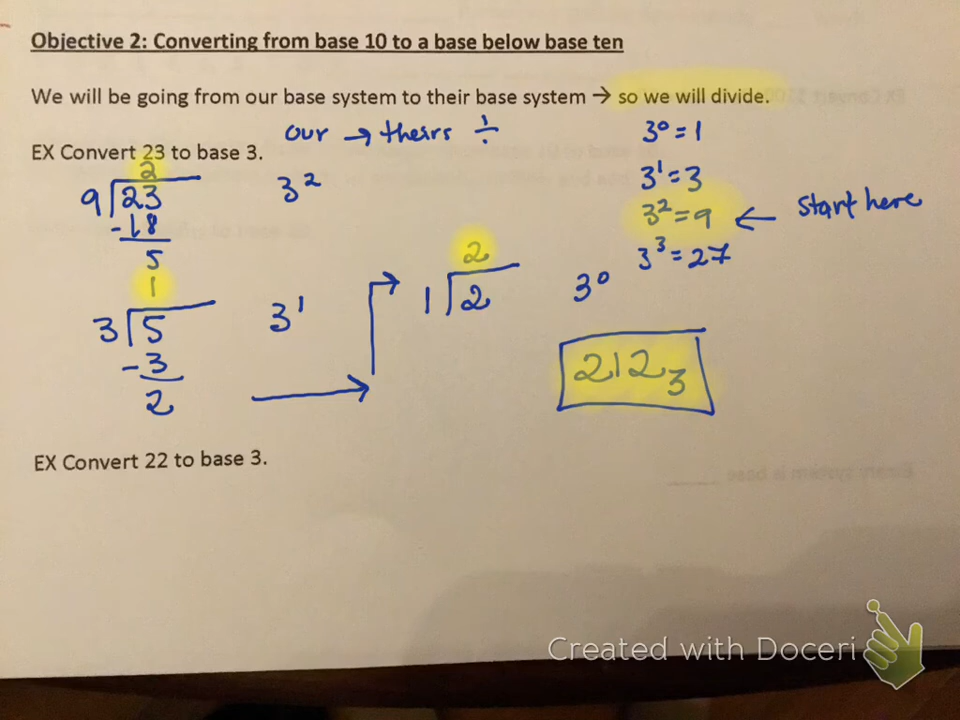 Objective 2: Converting from base 10 to a base below base ten
We will be going from our base system to their base system → so we will divide.
our → theirs ÷
3⁰ = 1
EX Convert 23 to base 3.
3¹ = 3
3² = 9 ← Start here
3³ = 27
2
9 23 3²
-18
5
1
3 5 3¹
-3
2
2
1 2 3⁰
212₃
EX Convert 22 to base 3.
Created with Doceri